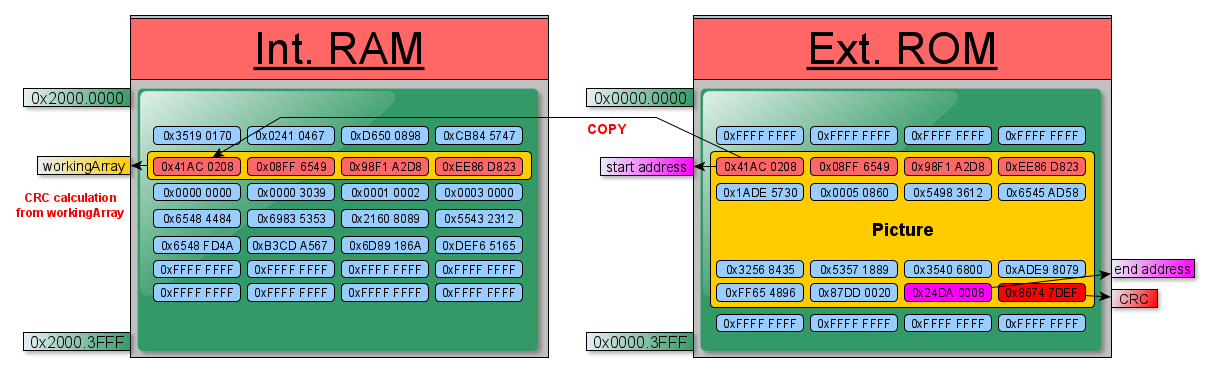 Int. RAM
0x2000.0000
0x3519 0170 0x0241 0467 0xD650 0898 0xCB84 5747
workingArray
0x41AC 0208 0x08FF 6549 0x98F1 A2D8 0xEE86 D823
CRC calculation
from workingArray
0x0000 0000 0x0000 3039 0x0001 0002 0x0003 0000
0x6548 4484 0x6983 5353 0x2160 8089 0x5543 2312
0x6548 FD4A 0xB3CD A567 0x6D89 186A 0xDEF6 5165
0xFFFF FFFF 0xFFFF FFFF 0xFFFF FFFF 0xFFFF FFFF
0xFFFF FFFF 0xFFFF FFFF 0xFFFF FFFF 0xFFFF FFFF
0x2000.3FFF
COPY
Ext. ROM
0x0000.0000
0xFFFF FFFF 0xFFFF FFFF 0xFFFF FFFF 0xFFFF FFFF
start address
0x41AC 0208 0x08FF 6549 0x98F1 A2D8 0xEE86 D823
0x1ADE 5730 0x0005 0860 0x5498 3612 0x6545 AD58
Picture
0x3256 8435 0x5357 1889 0x3540 6800 0xADE9 8079
end address
0xFF65 4896 0x87DD 0020 0x24DA 0008 0x8674 7DEF
CRC
0xFFFF FFFF 0xFFFF FFFF 0xFFFF FFFF 0xFFFF FFFF
0x0000.3FFF